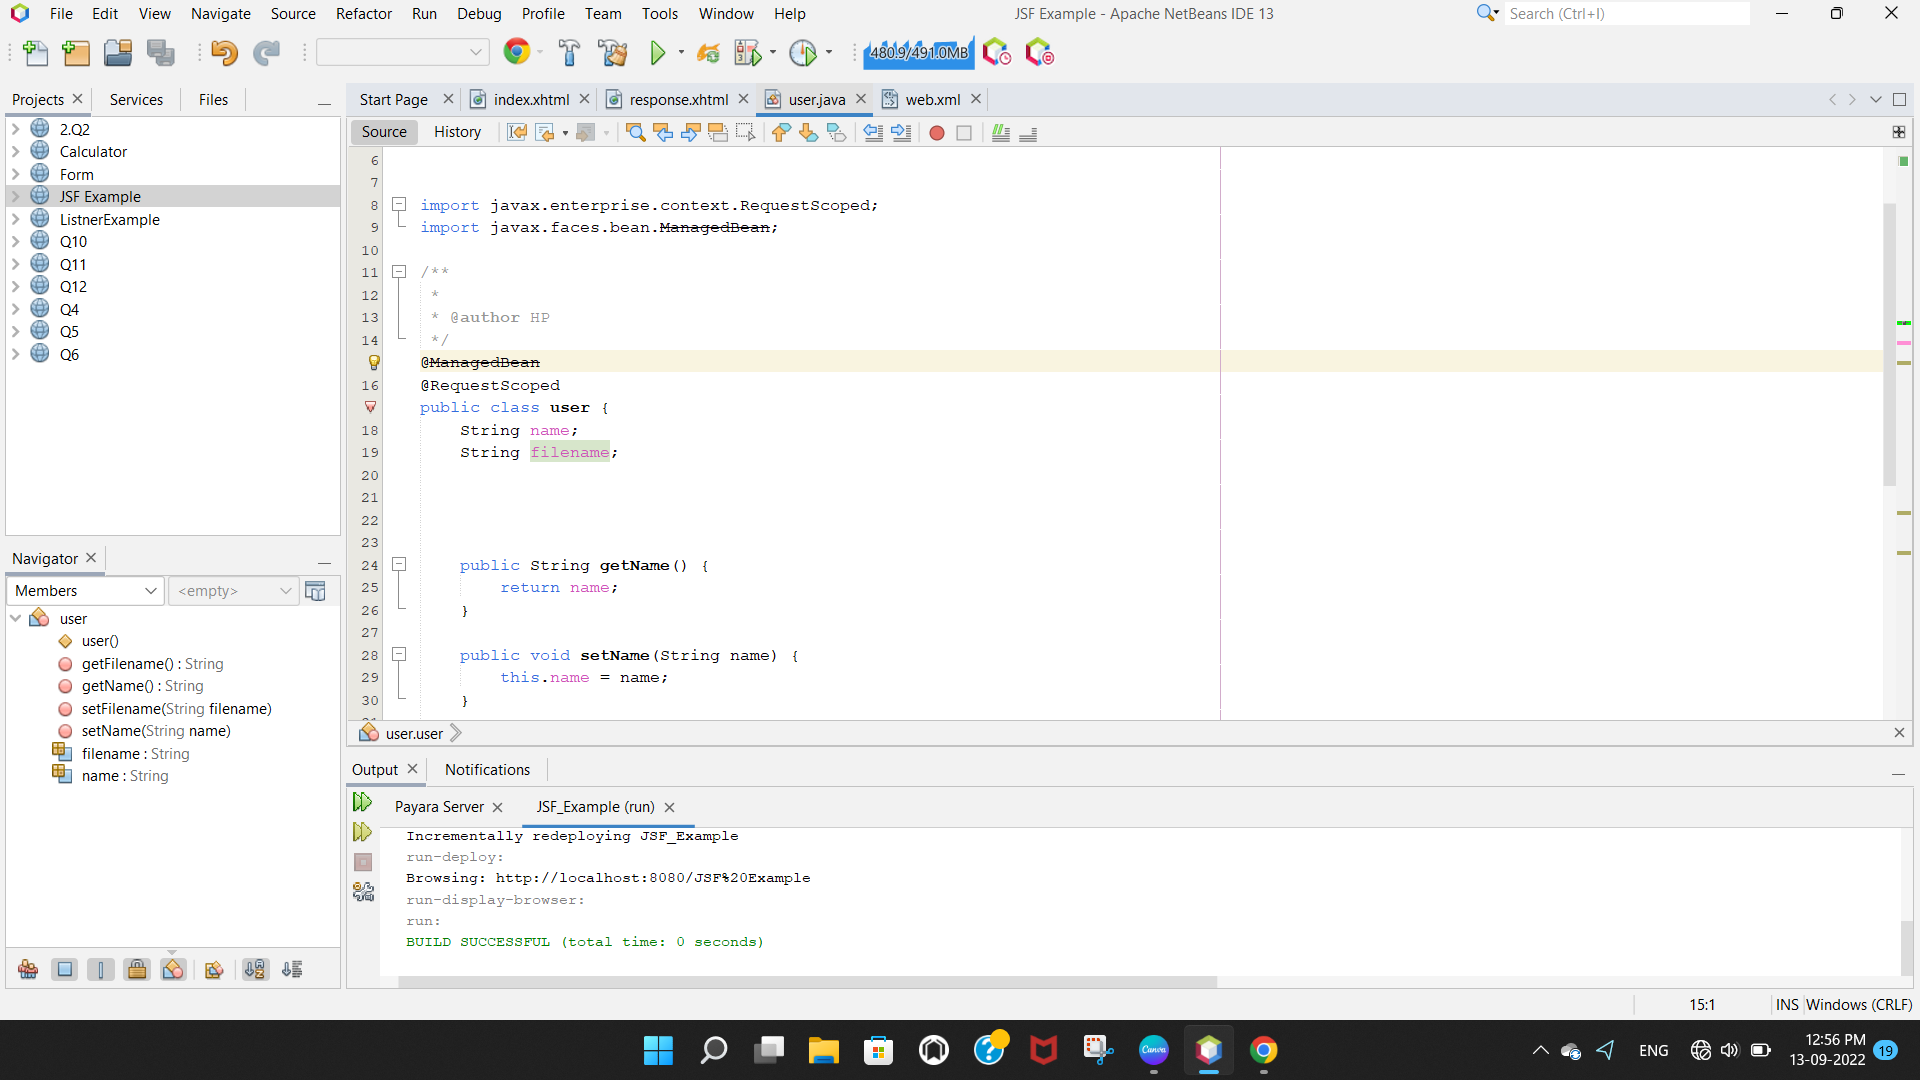 File Edit View Navigate Source Refactor Run Debug Profile Team Tools Window Help
JSF Example - Apache NetBeans IDE 13
Search (Ctrl+I)
480.9/491.0MB
Projects Services Files
2.Q2
Calculator
Form
JSF Example
ListnerExample
Q10
Q11
Q12
Q4
Q5
Q6
Start Page index.xhtml response.xhtml user.java web.xml
Source History
6
7
8 import javax.enterprise.context.RequestScoped;
9 import javax.faces.bean.ManagedBean;
10
11 /**
12 *
13 * @author HP
14 */
@ManagedBean
16 @RequestScoped
public class user {
18 String name;
19 String filename;
20
21
22
23
24 public String getName() {
25 return name;
26 }
27
28 public void setName(String name) {
29 this.name = name;
30 }
user.user
Navigator
Members <empty>
user
user()
getFilename() : String
getName() : String
setFilename(String filename)
setName(String name)
filename : String
name : String
Output Notifications
Payara Server JSF_Example (run)
Incrementally redeploying JSF_Example
run-deploy:
Browsing: http://localhost:8080/JSF%20Example
run-display-browser:
run:
BUILD SUCCESSFUL (total time: 0 seconds)
15:1 INS Windows (CRLF)
Canva
ENG
12:56 PM
13-09-2022
19